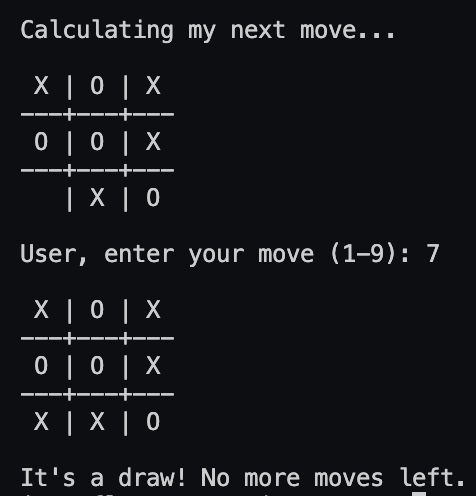 Calculating my next move...
X | O | X
---+---+---
O | O | X
---+---+---
| X | O
User, enter your move (1-9): 7
X | O | X
---+---+---
O | O | X
---+---+---
X | X | O
It's a draw! No more moves left.